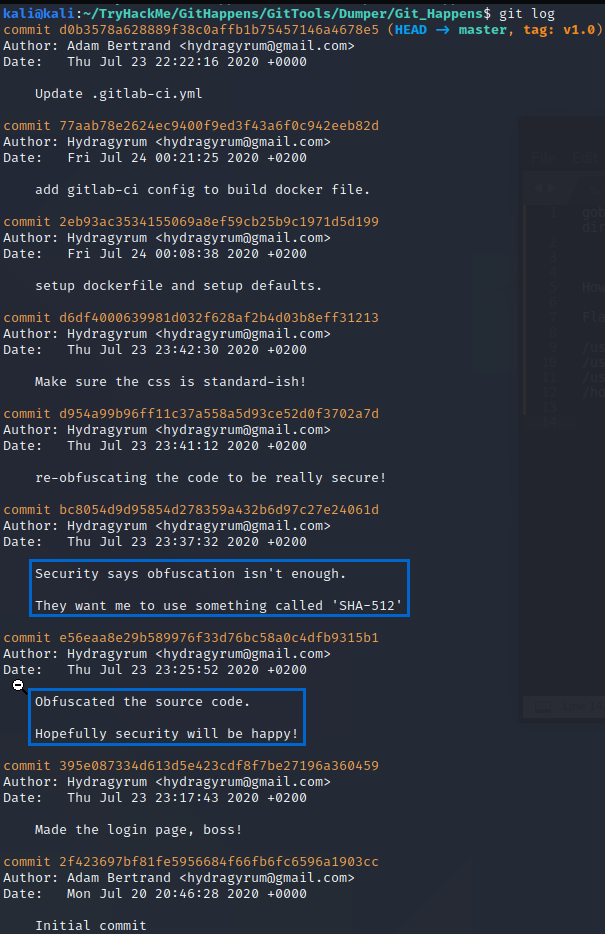 kali@kali:~/TryHackMe/GitHappens/GitTools/Dumper/Git_Happens$ git log
commit d0b3578a628889f38c0affb1b75457146a4678e5 (HEAD → master, tag: v1.0)
Author: Adam Bertrand <hydragyrum@gmail.com>
Date:   Thu Jul 23 22:22:16 2020 +0000
Update .gitlab-ci.yml
commit 77aab78e2624ec9400f9ed3f43a6f0c942eeb82d
Author: Hydragyrum <hydragyrum@gmail.com>
Date:   Fri Jul 24 00:21:25 2020 +0200
add gitlab-ci config to build docker file.
commit 2eb93ac3534155069a8ef59cb25b9c1971d5d199
Author: Hydragyrum <hydragyrum@gmail.com>
Date:   Fri Jul 24 00:08:38 2020 +0200
setup dockerfile and setup defaults.
commit d6df4000639981d032f628af2b4d03b8eff31213
Author: Hydragyrum <hydragyrum@gmail.com>
Date:   Thu Jul 23 23:42:30 2020 +0200
Make sure the css is standard-ish!
commit d954a99b96ff11c37a558a5d93ce52d0f3702a7d
Author: Hydragyrum <hydragyrum@gmail.com>
Date:   Thu Jul 23 23:41:12 2020 +0200
re-obfuscating the code to be really secure!
commit bc8054d9d95854d278359a432b6d97c27e24061d
Author: Hydragyrum <hydragyrum@gmail.com>
Date:   Thu Jul 23 23:37:32 2020 +0200
Security says obfuscation isn't enough.
They want me to use something called 'SHA-512'
commit e56eaa8e29b589976f33d76bc58a0c4dfb9315b1
Author: Hydragyrum <hydragyrum@gmail.com>
Date:   Thu Jul 23 23:25:52 2020 +0200
Obfuscated the source code.
Hopefully security will be happy!
commit 395e087334d613d5e423cdf8f7be27196a360459
Author: Hydragyrum <hydragyrum@gmail.com>
Date:   Thu Jul 23 23:17:43 2020 +0200
Made the login page, boss!
commit 2f423697bf81fe5956684f66fb6fc6596a1903cc
Author: Adam Bertrand <hydragyrum@gmail.com>
Date:   Mon Jul 20 20:46:28 2020 +0000
Initial commit